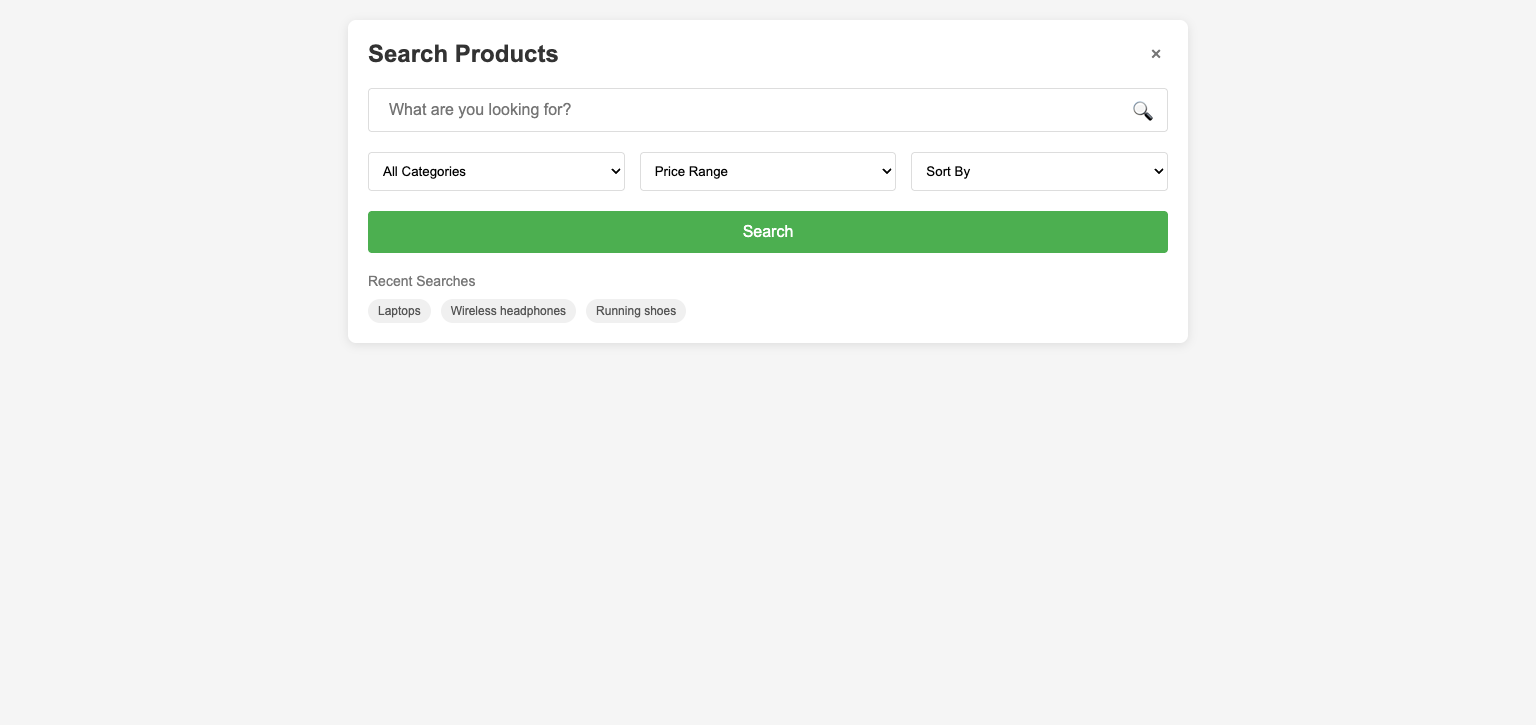 Search Products ×
What are you looking for?
All Categories Price Range Sort By
Search
Recent Searches
Laptops Wireless headphones Running shoes